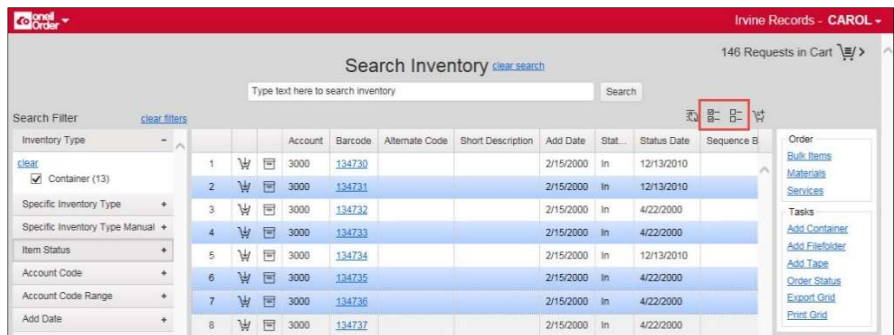 oneil Order
Irvine Records - CAROL
146 Requests in Cart
Search Inventory clear search
Type text here to search inventory Search
Search Filter clear filters
Inventory Type -
clear
Container (13)
Specific Inventory Type +
Specific Inventory Type Manual +
Item Status +
Account Code +
Account Code Range +
Add Date +
Account Barcode Alternate Code Short Description Add Date Stat... Status Date Sequence B
1 3000 134730 2/15/2000 In 12/13/2010
2 3000 134731 2/15/2000 In 12/13/2010
3 3000 134732 2/15/2000 In 4/22/2000
4 3000 134733 2/15/2000 In 4/22/2000
5 3000 134734 2/15/2000 In 12/13/2010
6 3000 134735 2/15/2000 In 4/22/2000
7 3000 134736 2/15/2000 In 4/22/2000
8 3000 134737 2/15/2000 In 4/22/2000
Order
Bulk Items
Materials
Services
Tasks
Add Container
Add Filefolder
Add Tape
Order Status
Export Grid
Print Grid